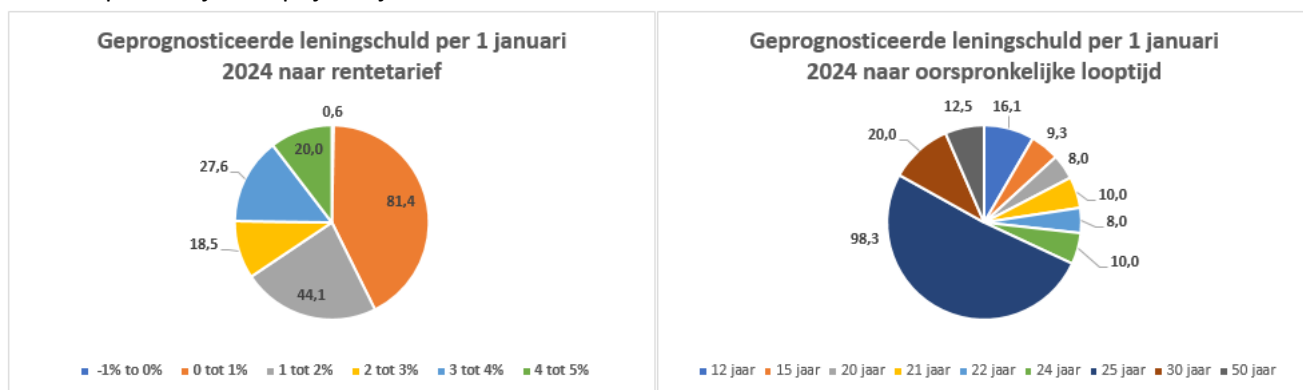 Geprognosticeerde leningschuld per 1 januari
2024 naar rentetarief
0,6
20,0
27,6
81,4
18,5
44,1
-1% to 0% 0 tot 1% 1 tot 2% 2 tot 3% 3 tot 4% 4 tot 5%
Geprognosticeerde leningschuld per 1 januari
2024 naar oorspronkelijke looptijd
12,5
16,1
20,0
9,3
8,0
10,0
98,3
8,0
10,0
12 jaar 15 jaar 20 jaar 21 jaar 22 jaar 24 jaar 25 jaar 30 jaar 50 jaar